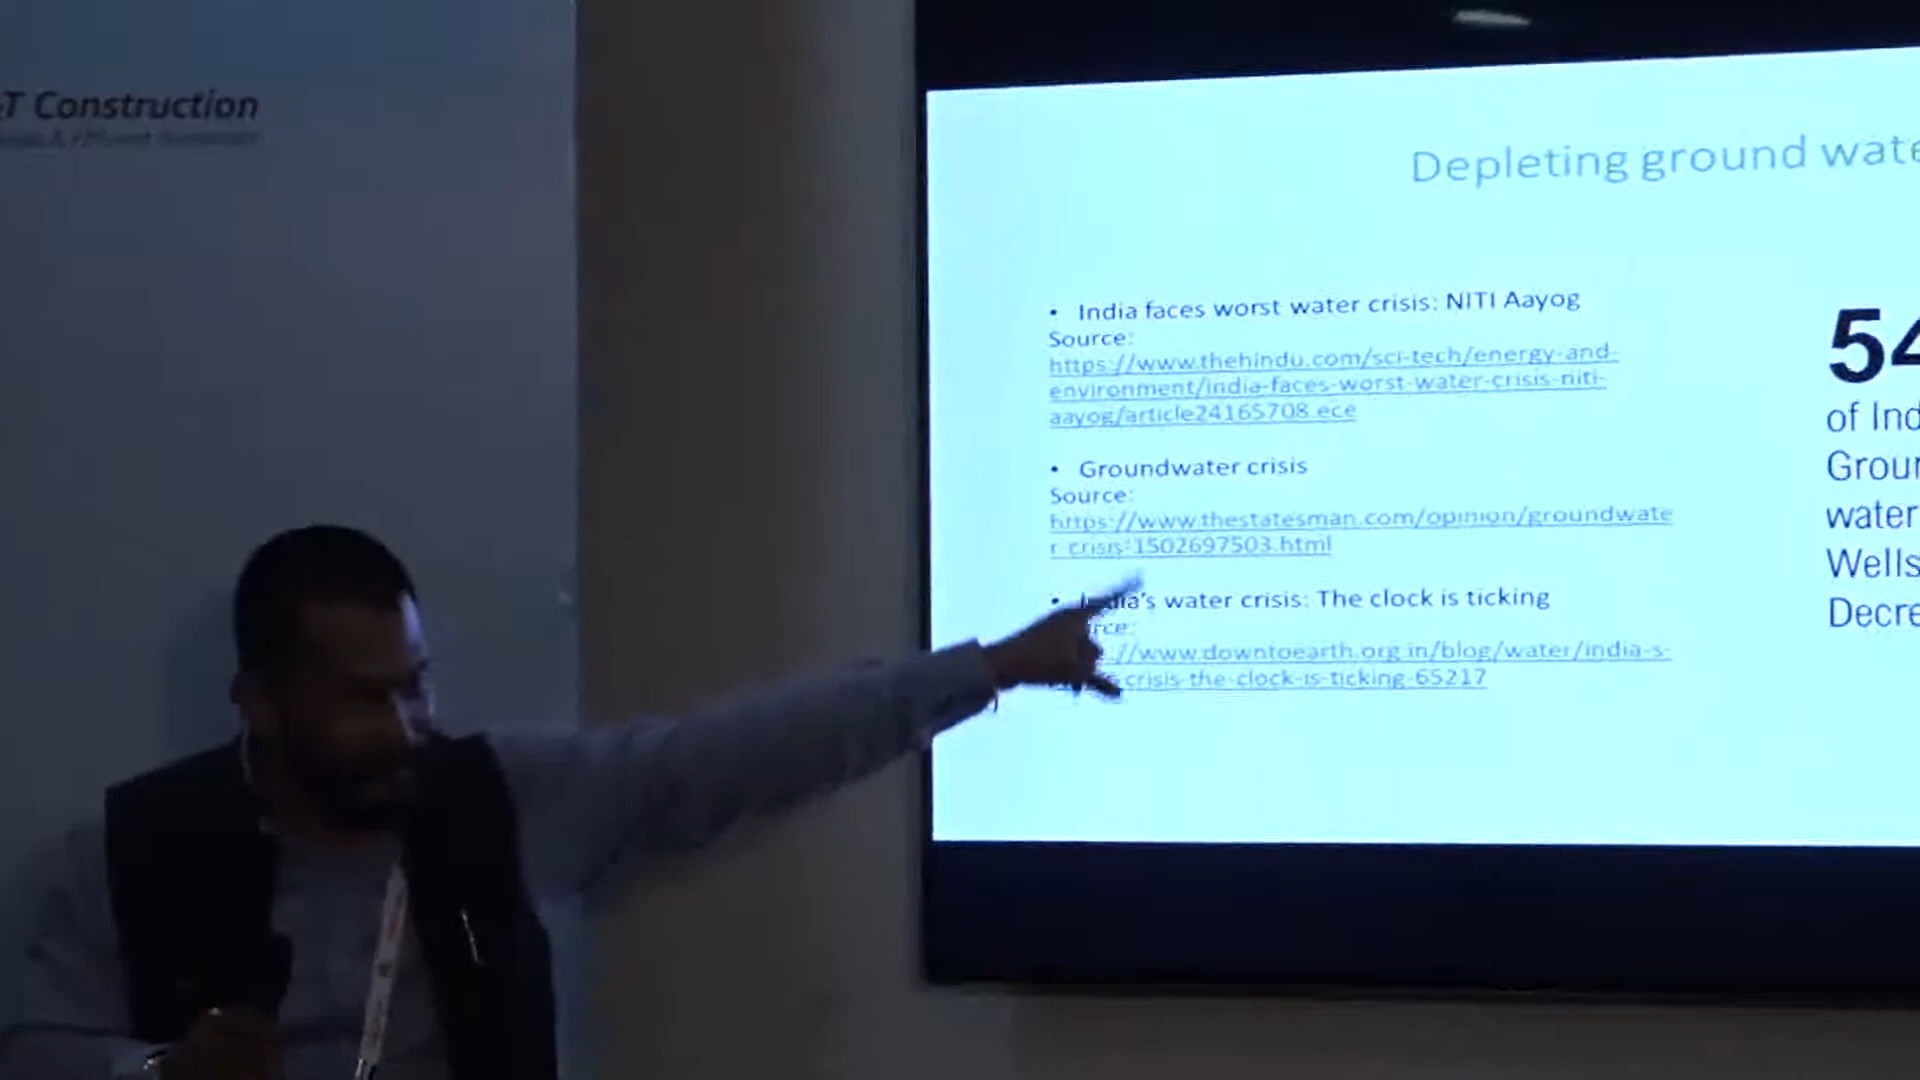 T Construction
Depleting ground wate
• India faces worst water crisis: NITI Aayog
Source:
https://www.thehindu.com/sci-tech/energy-and-
environment/india-faces-worst-water-crisis-niti-
aayog/article24165708.ece
• Groundwater crisis
Source:
https://www.thestatesman.com/opinion/groundwate
r-crisis-1502697503.html
• India's water crisis: The clock is ticking
rce:
://www.downtoearth.org.in/blog/water/india-s-
crisis-the-clock-is-ticking-65217
54
of Ind
Groun
water
Wells
Decre